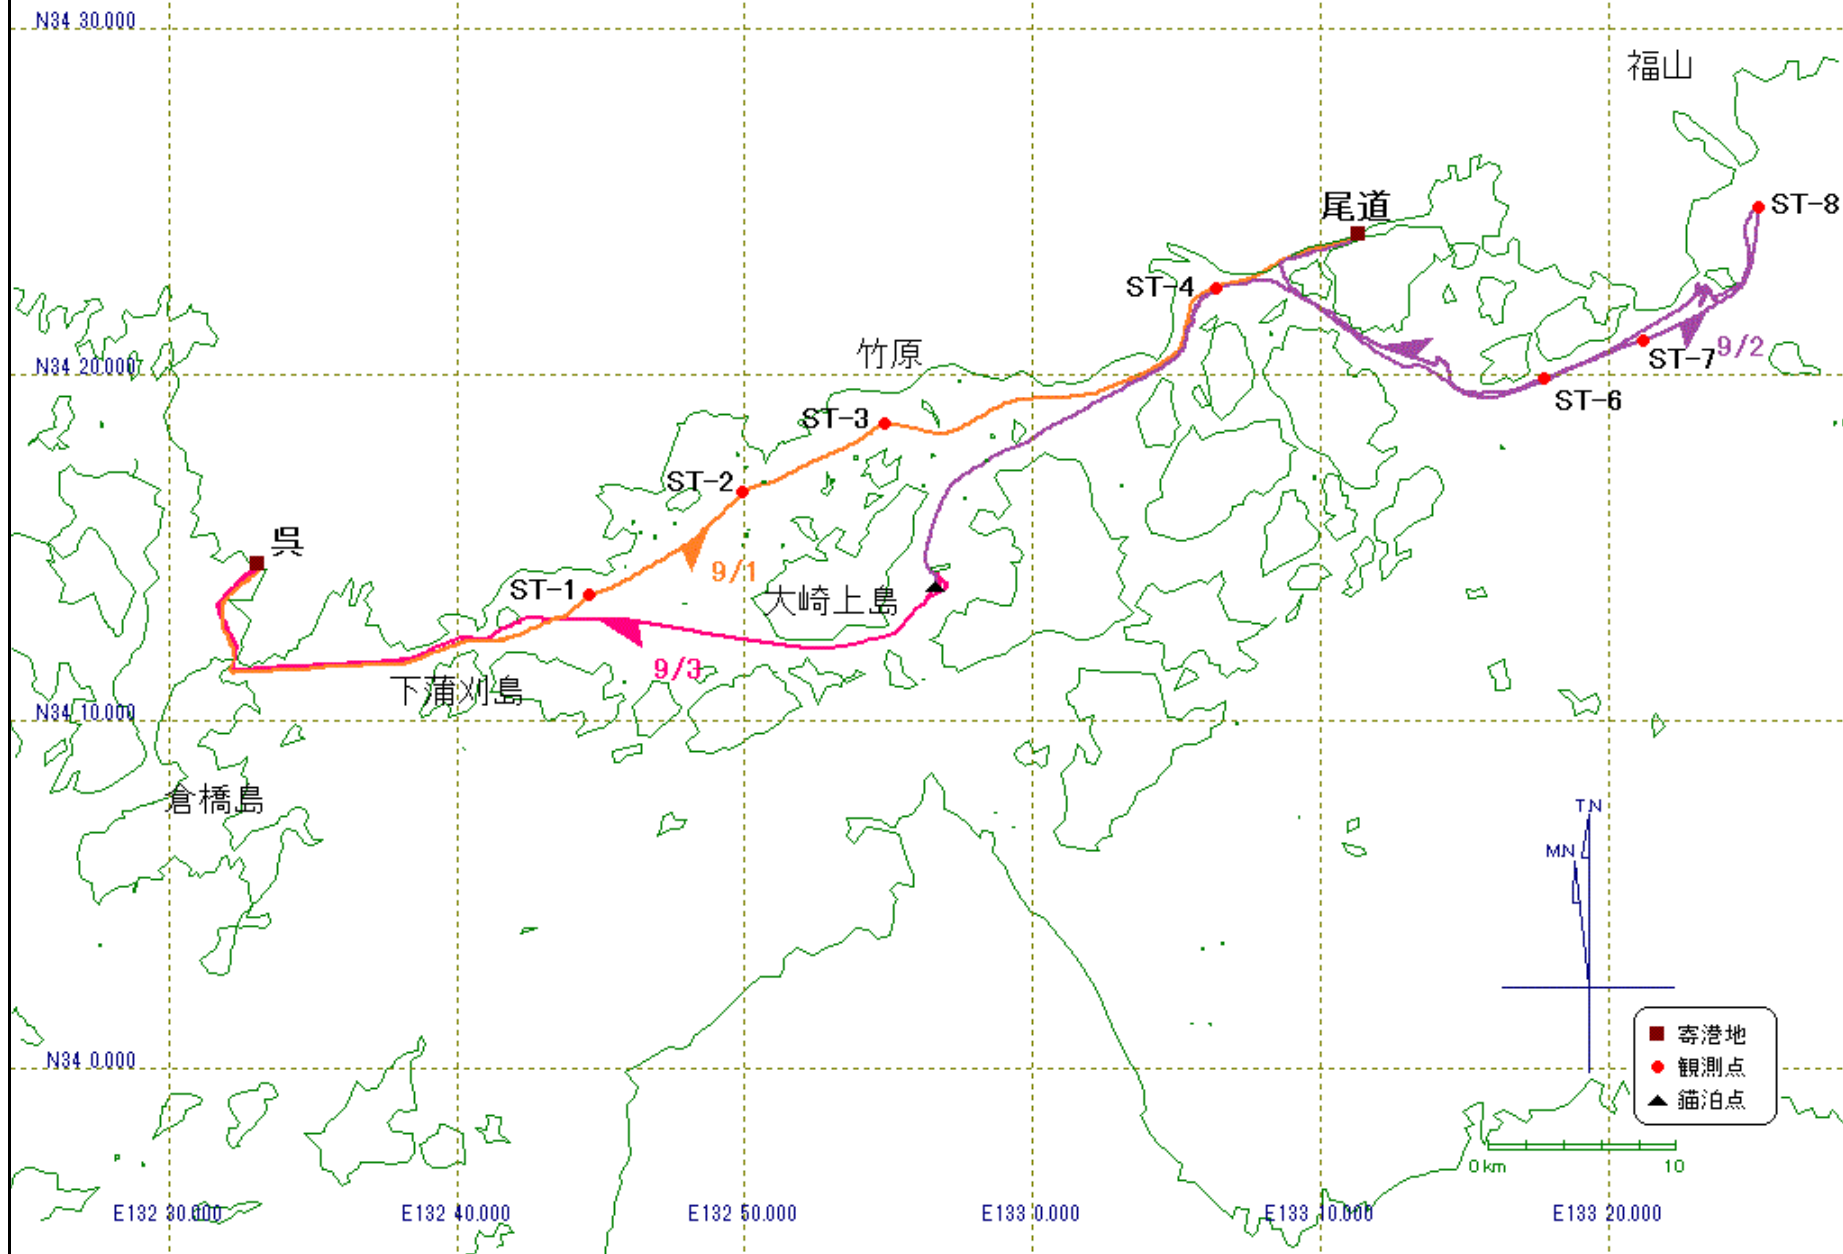 N34 30.000
福山
尾道
ST-8
ST-4
竹原
N34 20.000
ST-7
9/2
ST-6
ST-3
ST-2
呉
9/1
ST-1
大崎上島
9/3
下蒲刈島
N34 10.000
倉橋島
TN
MN
寄港地
観測点
錨泊点
N34 0.000
0km 10
E132 30.000
E132 40.000
E132 50.000
E133 0.000
E133 10.000
E133 20.000